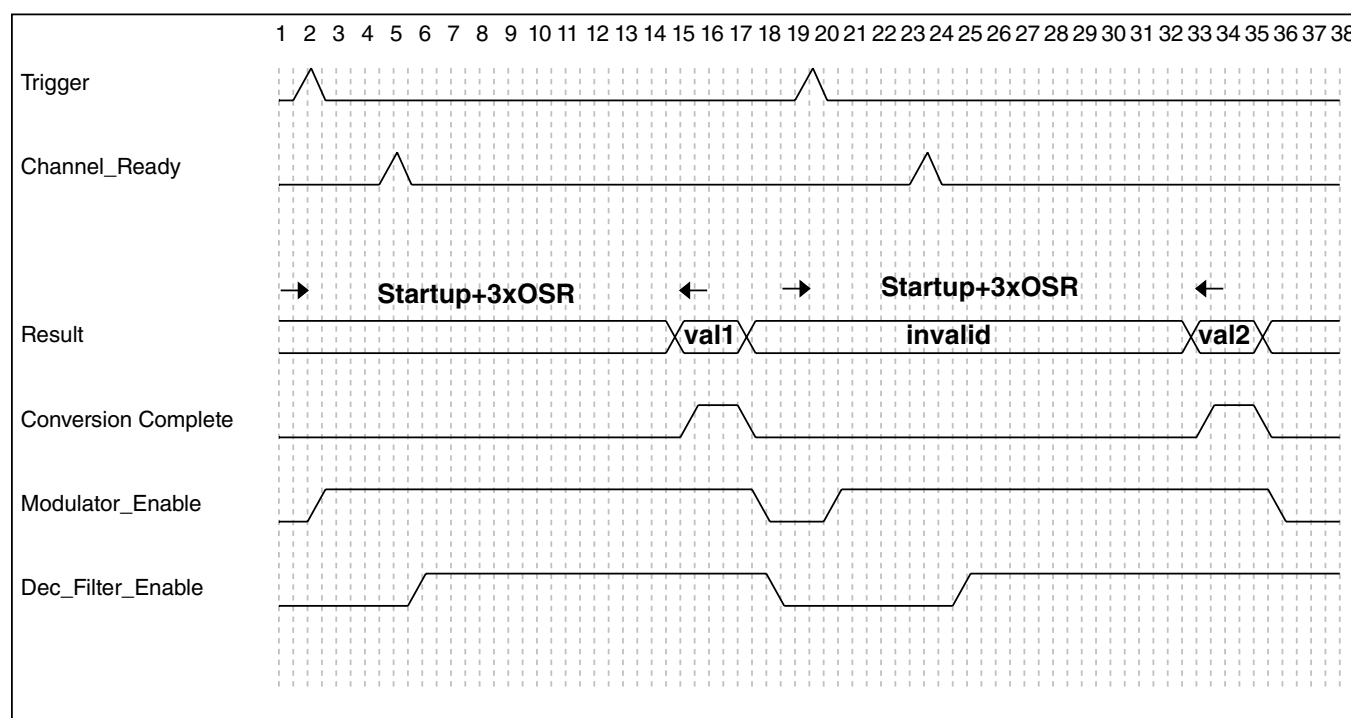 1 2 3 4 5 6 7 8 9 10 11 12 13 14 15 16 17 18 19 20 21 22 23 24 25 26 27 28 29 30 31 32 33 34 35 36 37 38
Trigger
Channel_Ready
Startup+3xOSR Startup+3xOSR
Result val1 invalid val2
Conversion Complete
Modulator_Enable
Dec_Filter_Enable